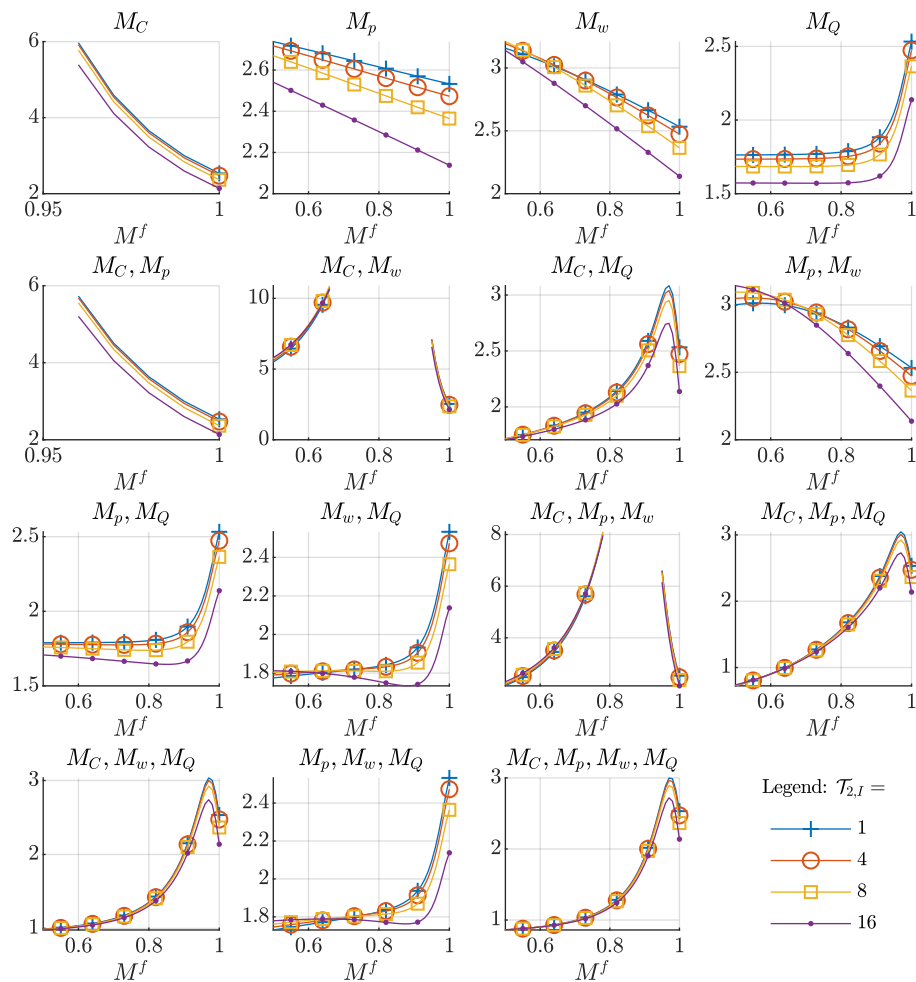 M_C M_p M_w M_Q
6 4 2 0.95 1
2.6 2.4 2.2 2 0.6 0.8 1
3 2.5 2 0.6 0.8 1
2.5 2 1.5 0.6 0.8 1
M^f M^f M^f M^f
M_C, M_p M_C, M_w M_C, M_Q M_p, M_w
6 4 2 0.95 1
10 5 0 0.6 0.8 1
3 2.5 2 0.6 0.8 1
3 2.5 2 0.6 0.8 1
M^f M^f M^f M^f
M_p, M_Q M_w, M_Q M_C, M_p, M_w M_C, M_p, M_Q
2.5 2 1.5 0.6 0.8 1
2.4 2.2 2 1.8 0.6 0.8 1
8 6 4 2 0.6 0.8 1
3 2 1 0.6 0.8 1
M^f M^f M^f M^f
M_C, M_w, M_Q M_p, M_w, M_Q M_C, M_p, M_w, M_Q
3 2 1 0.6 0.8 1
2.4 2.2 2 1.8 0.6 0.8 1
3 2 1 0.6 0.8 1
M^f M^f M^f
Legend: 𝒯_{2,I} =
1
4
8
16